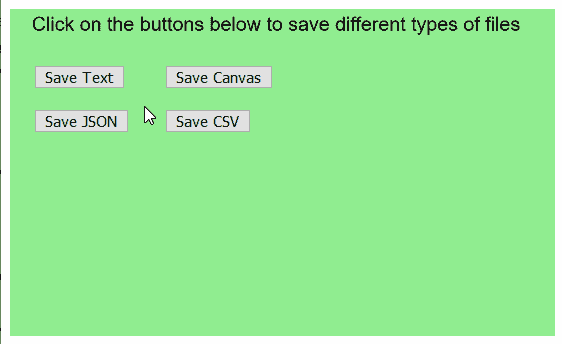 Click on the buttons below to save different types of files
Save Text Save Canvas
Save JSON Save CSV